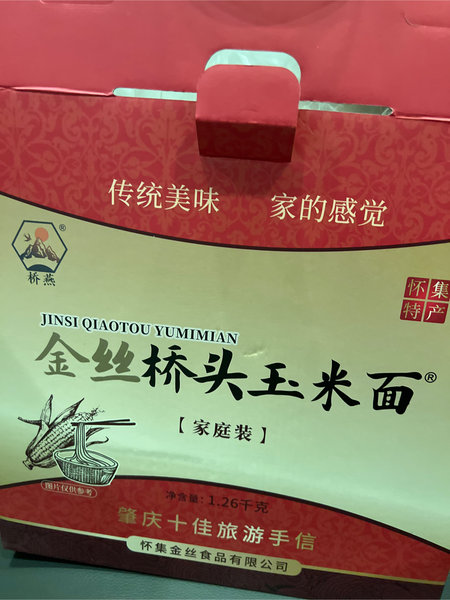 传统美味 家的感觉
®
桥燕
怀集
特产
JINSI QIAOTOU YUMIMIAN
金丝桥头玉米面®
【家庭装】
图片仅供参考
净含量:1.26千克
肇庆十佳旅游手信
怀集金丝食品有限公司